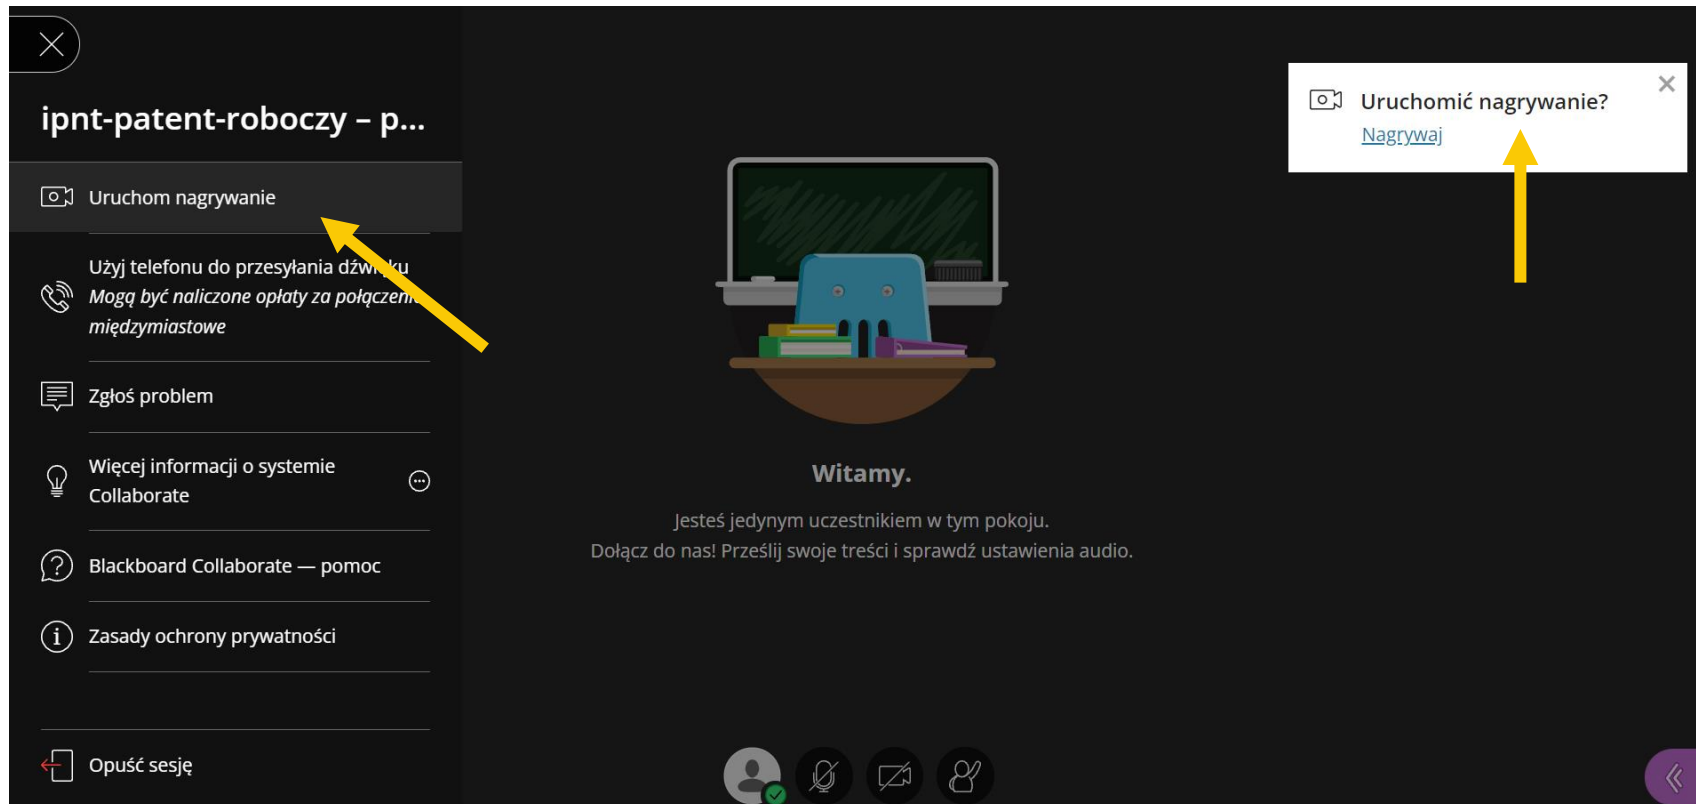 ipnt-patent-roboczy – p...
Uruchom nagrywanie
Użyj telefonu do przesyłania dźwięku
Mogą być naliczone opłaty za połączenie
międzymiastowe
Zgłoś problem
Więcej informacji o systemie
Collaborate
Blackboard Collaborate — pomoc
Zasady ochrony prywatności
Opuść sesję
Witamy.
Jesteś jedynym uczestnikiem w tym pokoju.
Dołącz do nas! Prześlij swoje treści i sprawdź ustawienia audio.
Uruchomić nagrywanie?
Nagrywaj